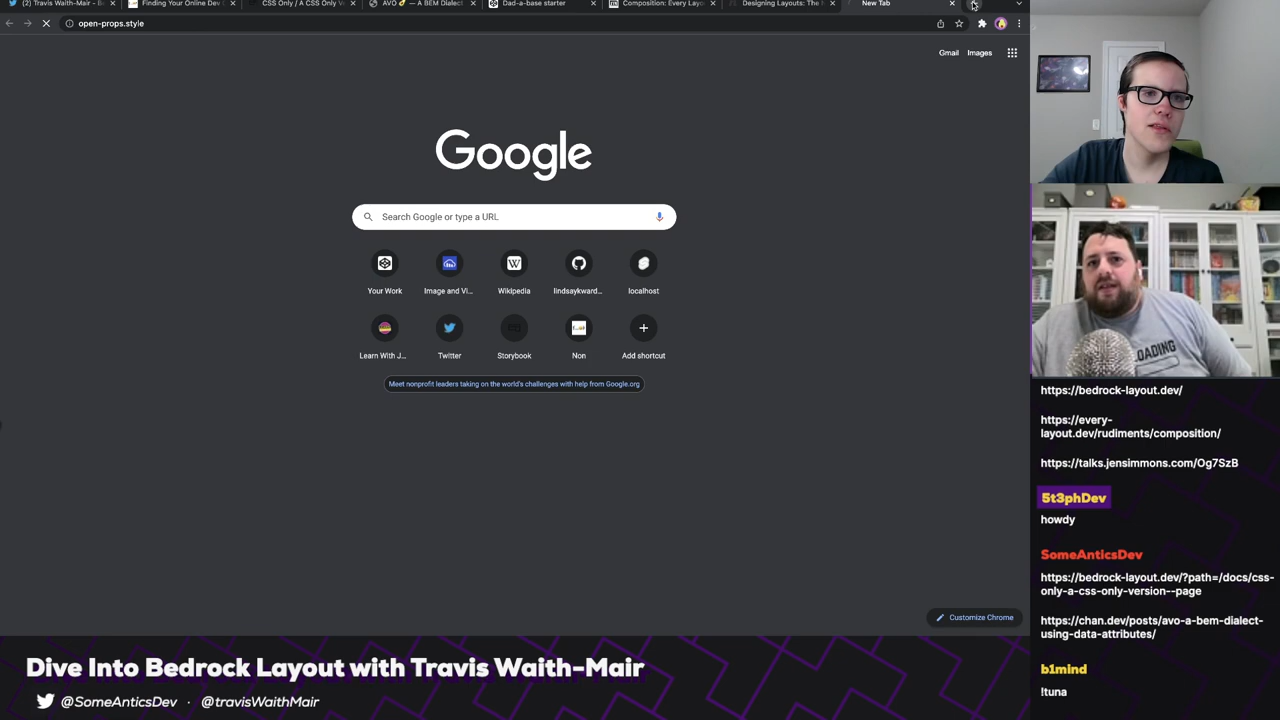 (2) Travis Waith-Mair -
Finding Your Online Dev
CSS Only / A CSS Only V
AVO 🥑 — A BEM Dialect
Dad-a-base starter
Composition: Every Layo
Designing Layouts: The
New Tab
open-props.style
Gmail Images
Google
Search Google or type a URL
Your Work
Image and Vi...
Wikipedia
lindsaykward...
localhost
Learn With J...
Twitter
Storybook
Non
Add shortcut
Meet nonprofit leaders taking on the world's challenges with help from Google.org
Customize Chrome
LOADING
https://bedrock-layout.dev/
https://every-
layout.dev/rudiments/composition/
https://talks.jensimmons.com/Og7SzB
5t3phDev
howdy
SomeAnticsDev
https://bedrock-layout.dev/?path=/docs/css-
only-a-css-only-version--page
https://chan.dev/posts/avo-a-bem-dialect-
using-data-attributes/
b1mind
!tuna
Dive Into Bedrock Layout with Travis Waith-Mair
@SomeAnticsDev · @travisWaithMair